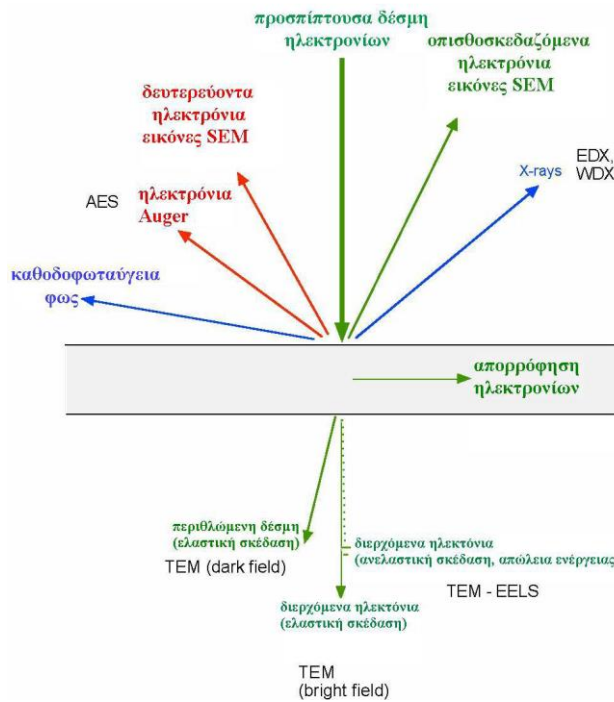 προσπίπτουσα δέσμη
ηλεκτρονίων
οπισθοσκεδαζόμενα
ηλεκτρόνια
εικόνες SEM
δευτερεύοντα
ηλεκτρόνια
εικόνες SEM
EDX,
WDX
X-rays
AES
ηλεκτρόνια
Auger
καθοδοφωταύγεια
φως
απορρόφηση
ηλεκτρονίων
περιθλώμενη δέσμη
(ελαστική σκέδαση)
TEM (dark field)
διερχόμενα ηλεκτόνια
(ανελαστική σκέδαση, απώλεια ενέργειας
TEM - EELS
διερχόμενα ηλεκτόνια
(ελαστική σκέδαση)
TEM
(bright field)